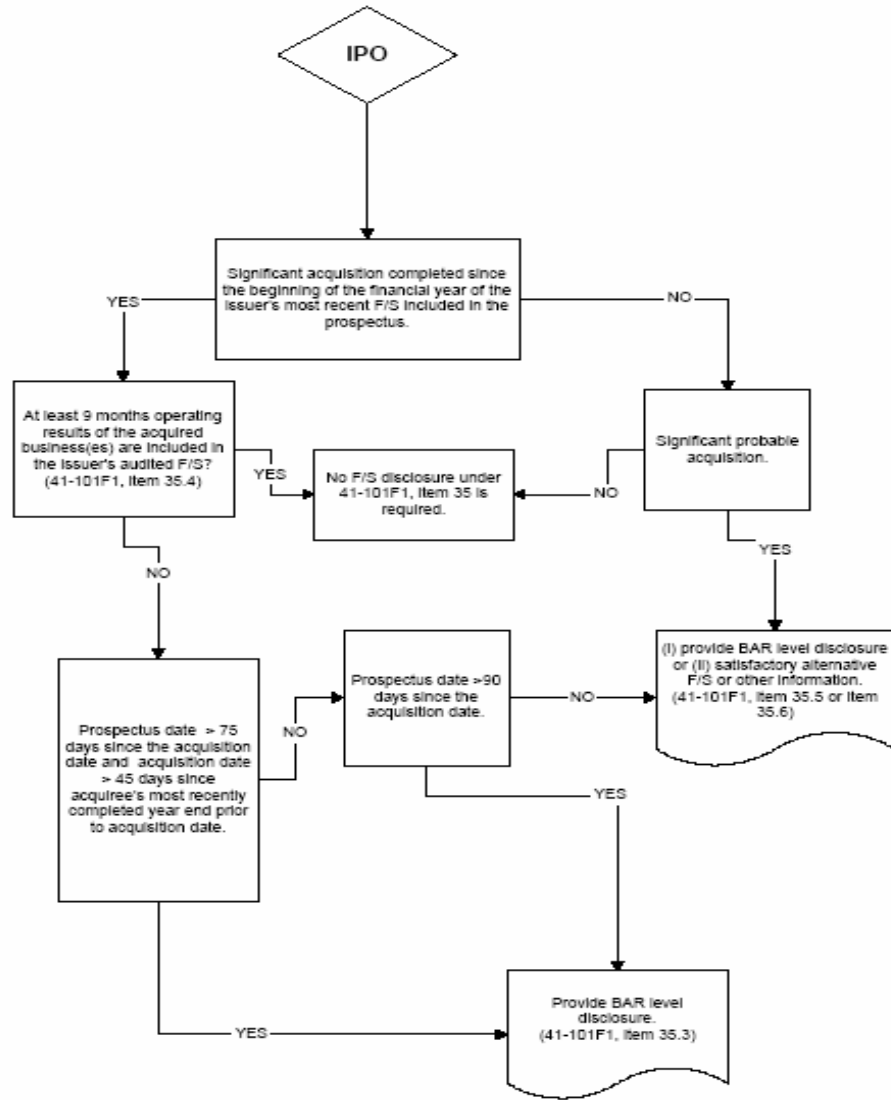 IPO
Significant acquisition completed since
the beginning of the financial year of the
issuer's most recent F/S included in the
prospectus.
YES
NO
At least 9 months operating
results of the acquired
business(es) are included in
the issuer's audited F/S?
(41-101F1, Item 35.4)
Significant probable
acquisition.
YES
No F/S disclosure under
41-101F1, Item 35 is
required.
NO
YES
NO
Prospectus date > 75
days since the acquisition
date and acquisition date
> 45 days since
acquiree's most recently
completed year end prior
to acquisition date.
NO
Prospectus date >90
days since the
acquisition date.
NO
(i) provide BAR level disclosure
or (ii) satisfactory alternative
F/S or other information.
(41-101F1, Item 35.5 or Item
35.6)
YES
YES
Provide BAR level
disclosure.
(41-101F1, Item 35.3)